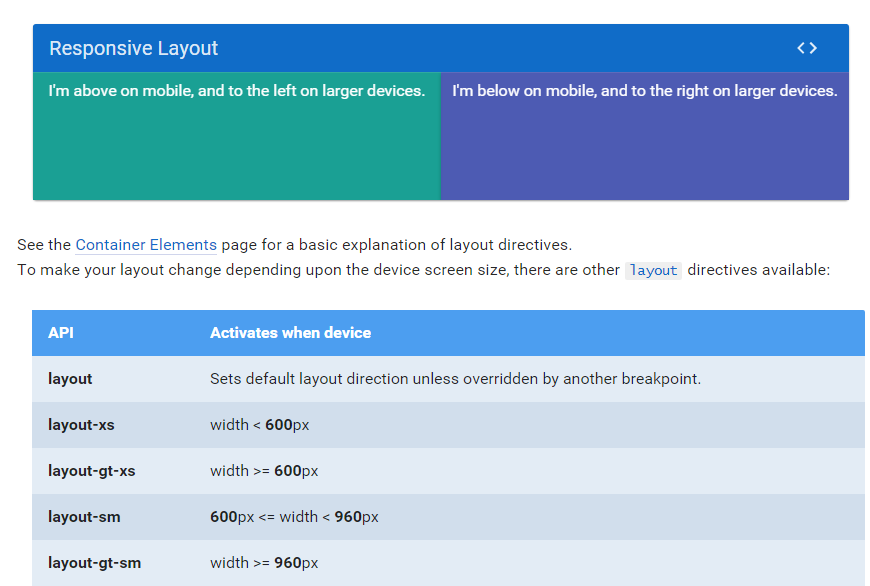 Responsive Layout
I'm above on mobile, and to the left on larger devices. I'm below on mobile, and to the right on larger devices.
See the Container Elements page for a basic explanation of layout directives.
To make your layout change depending upon the device screen size, there are other layout directives available:
API Activates when device
layout Sets default layout direction unless overridden by another breakpoint.
layout-xs width < 600px
layout-gt-xs width >= 600px
layout-sm 600px <= width < 960px
layout-gt-sm width >= 960px